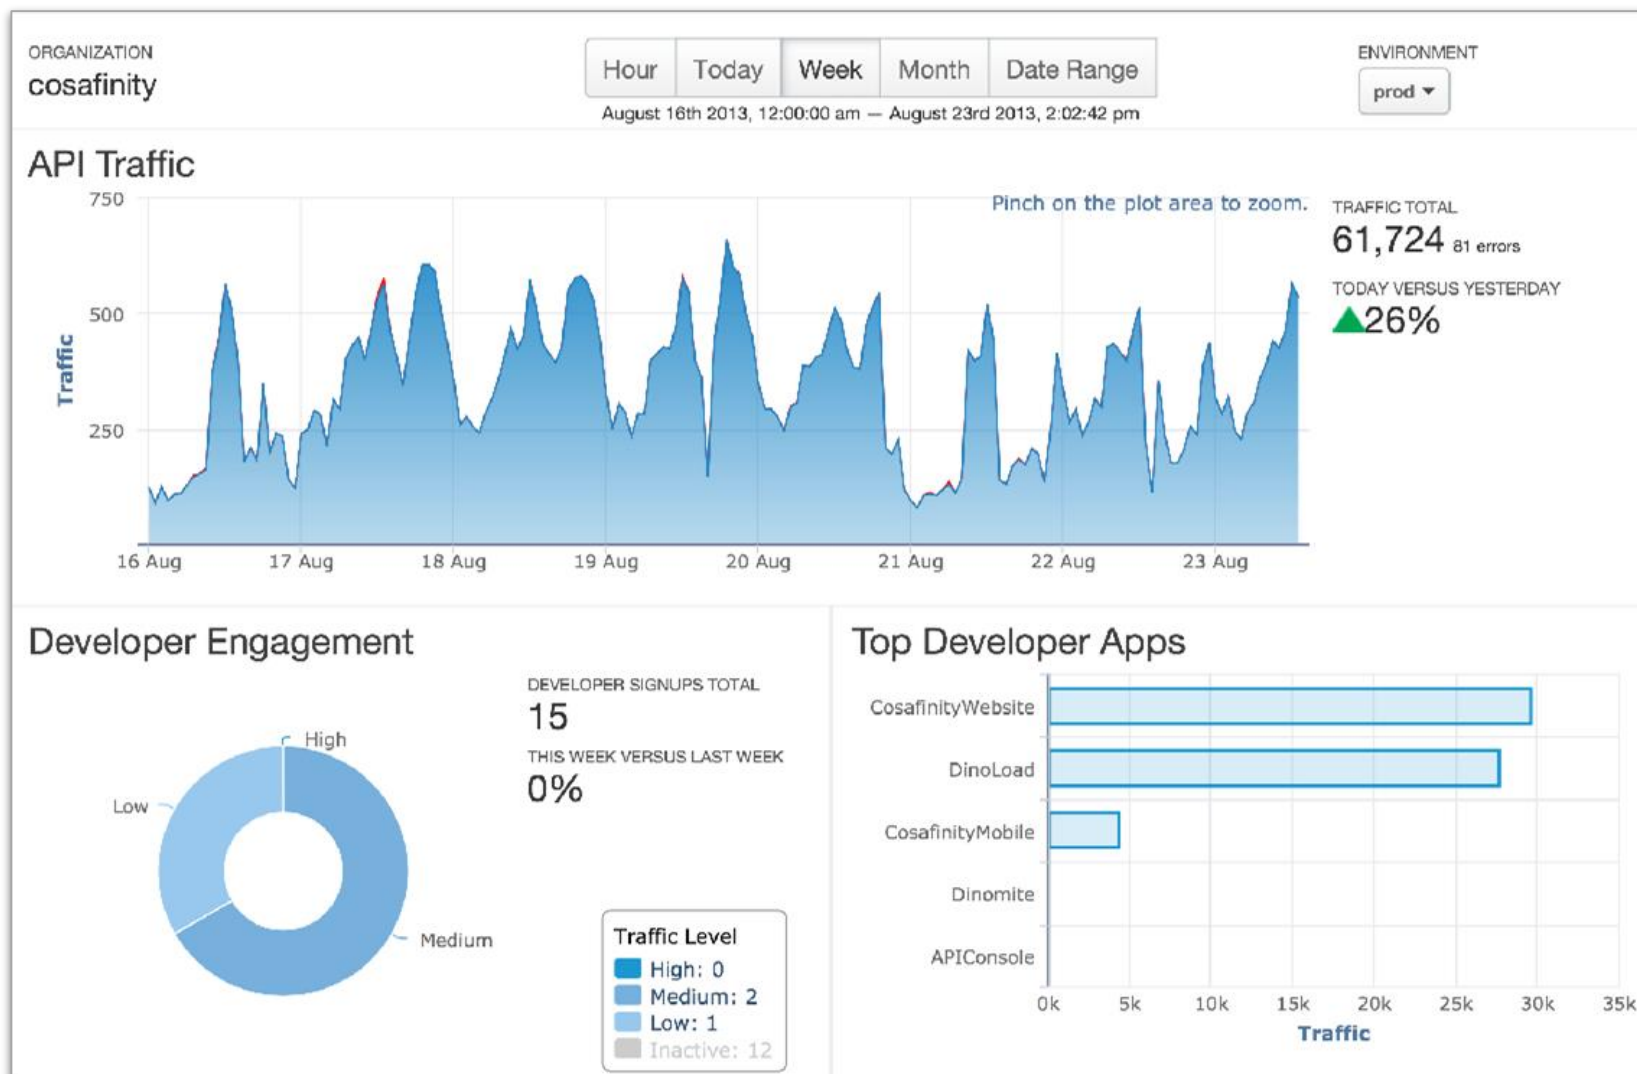 ORGANIZATION
cosafinity
Hour Today Week Month Date Range
August 16th 2013, 12:00:00 am — August 23rd 2013, 2:02:42 pm
ENVIRONMENT
prod
API Traffic
Pinch on the plot area to zoom.
750
500
250
Traffic
16 Aug 17 Aug 18 Aug 19 Aug 20 Aug 21 Aug 22 Aug 23 Aug
TRAFFIC TOTAL
61,724 81 errors
TODAY VERSUS YESTERDAY
26%
Developer Engagement
DEVELOPER SIGNUPS TOTAL
15
THIS WEEK VERSUS LAST WEEK
0%
High
Low
Medium
Traffic Level
High: 0
Medium: 2
Low: 1
Inactive: 12
Top Developer Apps
CosafinityWebsite
DinoLoad
CosafinityMobile
Dinomite
APIConsole
0k 5k 10k 15k 20k 25k 30k 35k
Traffic